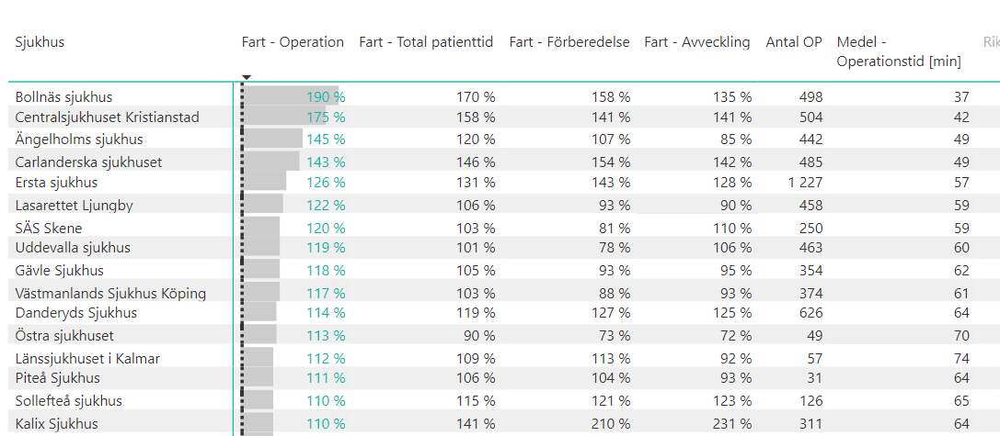 Sjukhus Fart - Operation Fart - Total patienttid Fart - Förberedelse Fart - Avveckling Antal OP Medel - Rik
Operationstid [min]
Bollnäs sjukhus 190 % 170 % 158 % 135 % 498 37
Centralsjukhuset Kristianstad 175 % 158 % 141 % 141 % 504 42
Ängelholms sjukhus 145 % 120 % 107 % 85 % 442 49
Carlanderska sjukhuset 143 % 146 % 154 % 142 % 485 49
Ersta sjukhus 126 % 131 % 143 % 128 % 1 227 57
Lasarettet Ljungby 122 % 106 % 93 % 90 % 458 59
SÄS Skene 120 % 103 % 81 % 110 % 250 59
Uddevalla sjukhus 119 % 101 % 78 % 106 % 463 60
Gävle Sjukhus 118 % 105 % 93 % 95 % 354 62
Västmanlands Sjukhus Köping 117 % 103 % 88 % 93 % 374 61
Danderyds Sjukhus 114 % 119 % 127 % 125 % 626 64
Östra sjukhuset 113 % 90 % 73 % 72 % 49 70
Länssjukhuset i Kalmar 112 % 109 % 113 % 92 % 57 74
Piteå Sjukhus 111 % 106 % 104 % 93 % 31 64
Sollefteå sjukhus 110 % 115 % 121 % 123 % 126 65
Kalix Sjukhus 110 % 141 % 210 % 231 % 311 64